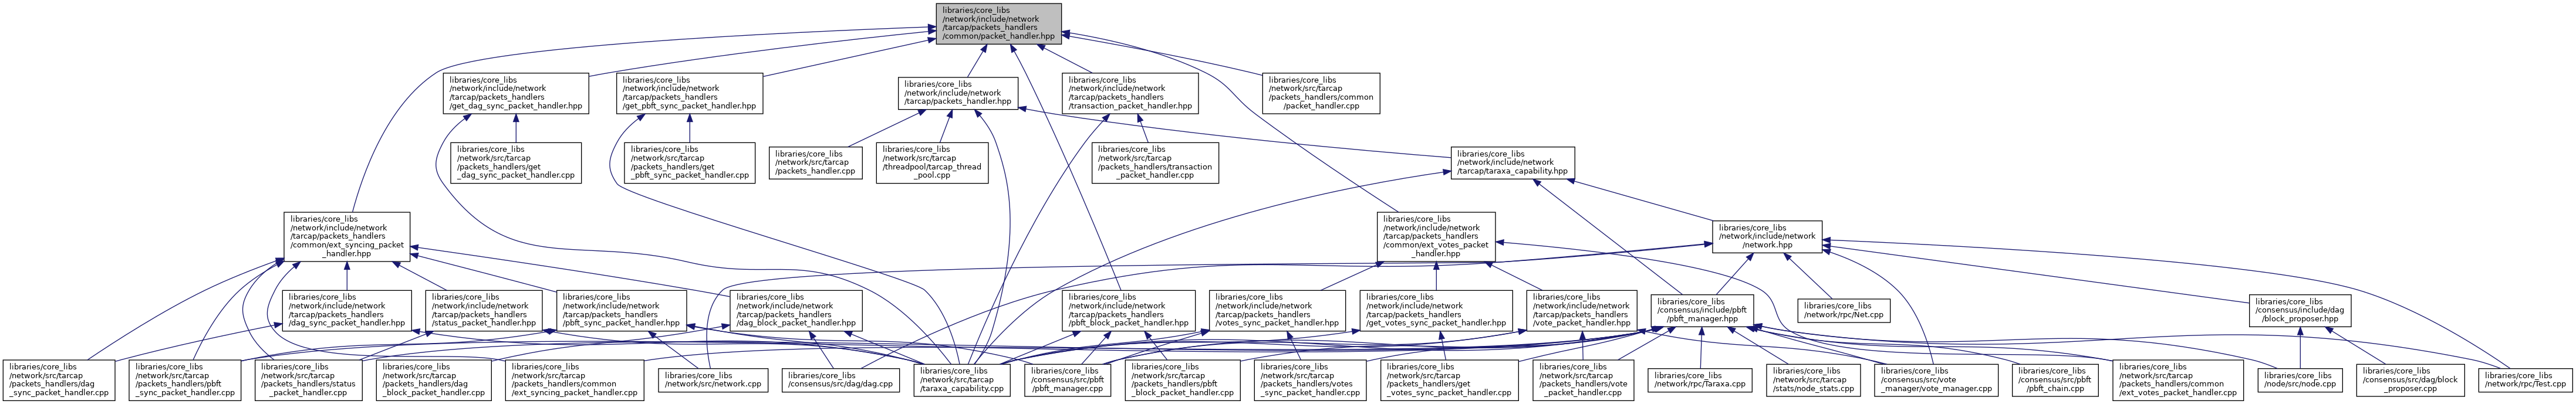 libraries/core_libs
/network/include/network
/tarcap/packets_handlers
/common/packet_handler.hpp
libraries/core_libs
/network/include/network
/tarcap/packets_handlers
/get_dag_sync_packet_handler.hpp
libraries/core_libs
/network/include/network
/tarcap/packets_handlers
/get_pbft_sync_packet_handler.hpp
libraries/core_libs
/network/include/network
/tarcap/packets_handler.hpp
libraries/core_libs
/network/include/network
/tarcap/packets_handlers
/transaction_packet_handler.hpp
libraries/core_libs
/network/src/tarcap
/packets_handlers/common
/packet_handler.cpp
libraries/core_libs
/network/src/tarcap
/packets_handlers/get
_dag_sync_packet_handler.cpp
libraries/core_libs
/network/src/tarcap
/packets_handlers/get
_pbft_sync_packet_handler.cpp
libraries/core_libs
/network/src/tarcap
/packets_handler.cpp
libraries/core_libs
/network/src/tarcap
/threadpool/tarcap_thread
_pool.cpp
libraries/core_libs
/network/src/tarcap
/packets_handlers/transaction
_packet_handler.cpp
libraries/core_libs
/network/include/network
/tarcap/taraxa_capability.hpp
libraries/core_libs
/network/include/network
/tarcap/packets_handlers
/common/ext_syncing_packet
_handler.hpp
libraries/core_libs
/network/include/network
/tarcap/packets_handlers
/common/ext_votes_packet
_handler.hpp
libraries/core_libs
/network/include/network
/network.hpp
libraries/core_libs
/network/include/network
/tarcap/packets_handlers
/dag_sync_packet_handler.hpp
libraries/core_libs
/network/include/network
/tarcap/packets_handlers
/status_packet_handler.hpp
libraries/core_libs
/network/include/network
/tarcap/packets_handlers
/pbft_sync_packet_handler.hpp
libraries/core_libs
/network/include/network
/tarcap/packets_handlers
/dag_block_packet_handler.hpp
libraries/core_libs
/network/include/network
/tarcap/packets_handlers
/pbft_block_packet_handler.hpp
libraries/core_libs
/network/include/network
/tarcap/packets_handlers
/votes_sync_packet_handler.hpp
libraries/core_libs
/network/include/network
/tarcap/packets_handlers
/get_votes_sync_packet_handler.hpp
libraries/core_libs
/network/include/network
/tarcap/packets_handlers
/vote_packet_handler.hpp
libraries/core_libs
/consensus/include/pbft
/pbft_manager.hpp
libraries/core_libs
/network/rpc/Net.cpp
libraries/core_libs
/consensus/include/dag
/block_proposer.hpp
libraries/core_libs
/network/src/tarcap
/packets_handlers/dag
_sync_packet_handler.cpp
libraries/core_libs
/network/src/tarcap
/packets_handlers/pbft
_sync_packet_handler.cpp
libraries/core_libs
/network/src/tarcap
/packets_handlers/status
_packet_handler.cpp
libraries/core_libs
/network/src/tarcap
/packets_handlers/dag
_block_packet_handler.cpp
libraries/core_libs
/network/src/tarcap
/packets_handlers/common
/ext_syncing_packet_handler.cpp
libraries/core_libs
/network/src/network.cpp
libraries/core_libs
/consensus/src/dag/dag.cpp
libraries/core_libs
/network/src/tarcap
/taraxa_capability.cpp
libraries/core_libs
/consensus/src/pbft
/pbft_manager.cpp
libraries/core_libs
/network/src/tarcap
/packets_handlers/pbft
_block_packet_handler.cpp
libraries/core_libs
/network/src/tarcap
/packets_handlers/votes
_sync_packet_handler.cpp
libraries/core_libs
/network/src/tarcap
/packets_handlers/get
_votes_sync_packet_handler.cpp
libraries/core_libs
/network/src/tarcap
/packets_handlers/vote
_packet_handler.cpp
libraries/core_libs
/network/rpc/Taraxa.cpp
libraries/core_libs
/network/src/tarcap
/stats/node_stats.cpp
libraries/core_libs
/consensus/src/vote
_manager/vote_manager.cpp
libraries/core_libs
/consensus/src/pbft
/pbft_chain.cpp
libraries/core_libs
/network/src/tarcap
/packets_handlers/common
/ext_votes_packet_handler.cpp
libraries/core_libs
/node/src/node.cpp
libraries/core_libs
/consensus/src/dag/block
_proposer.cpp
libraries/core_libs
/network/rpc/Test.cpp